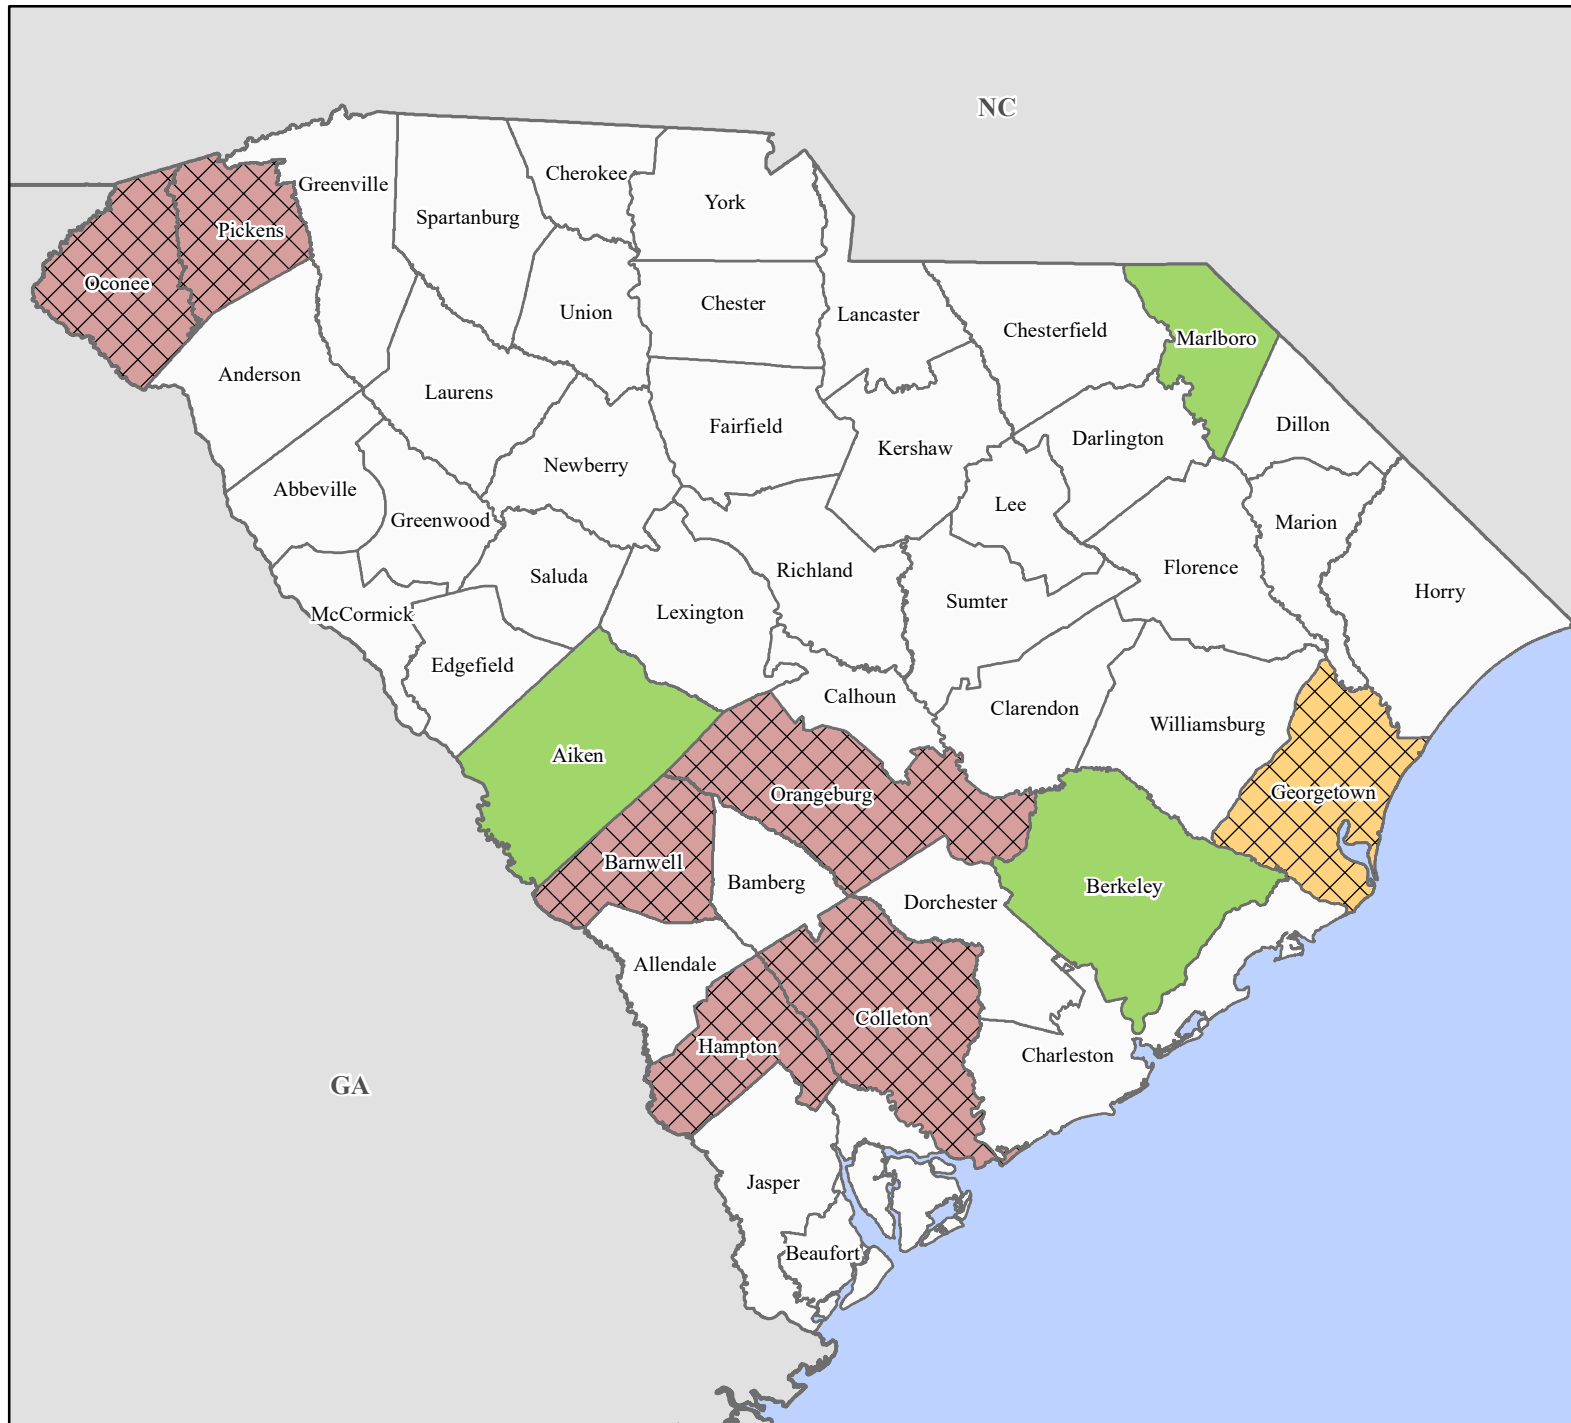 NC
Cherokee
Greenville
York
Spartanburg
Pickens
Oconee
Chester
Union
Lancaster
Chesterfield
Marlboro
Anderson
Laurens
Dillon
Fairfield
Darlington
Kershaw
Newberry
Abbeville
Lee
Greenwood
Marion
Florence
Richland
Saluda
Horry
Sumter
Lexington
McCormick
Edgefield
Calhoun
Clarendon
Williamsburg
Aiken
Georgetown
Orangeburg
Barnwell
Bamberg
Berkeley
Dorchester
Allendale
Colleton
Hampton
Charleston
GA
Jasper
Beaufort